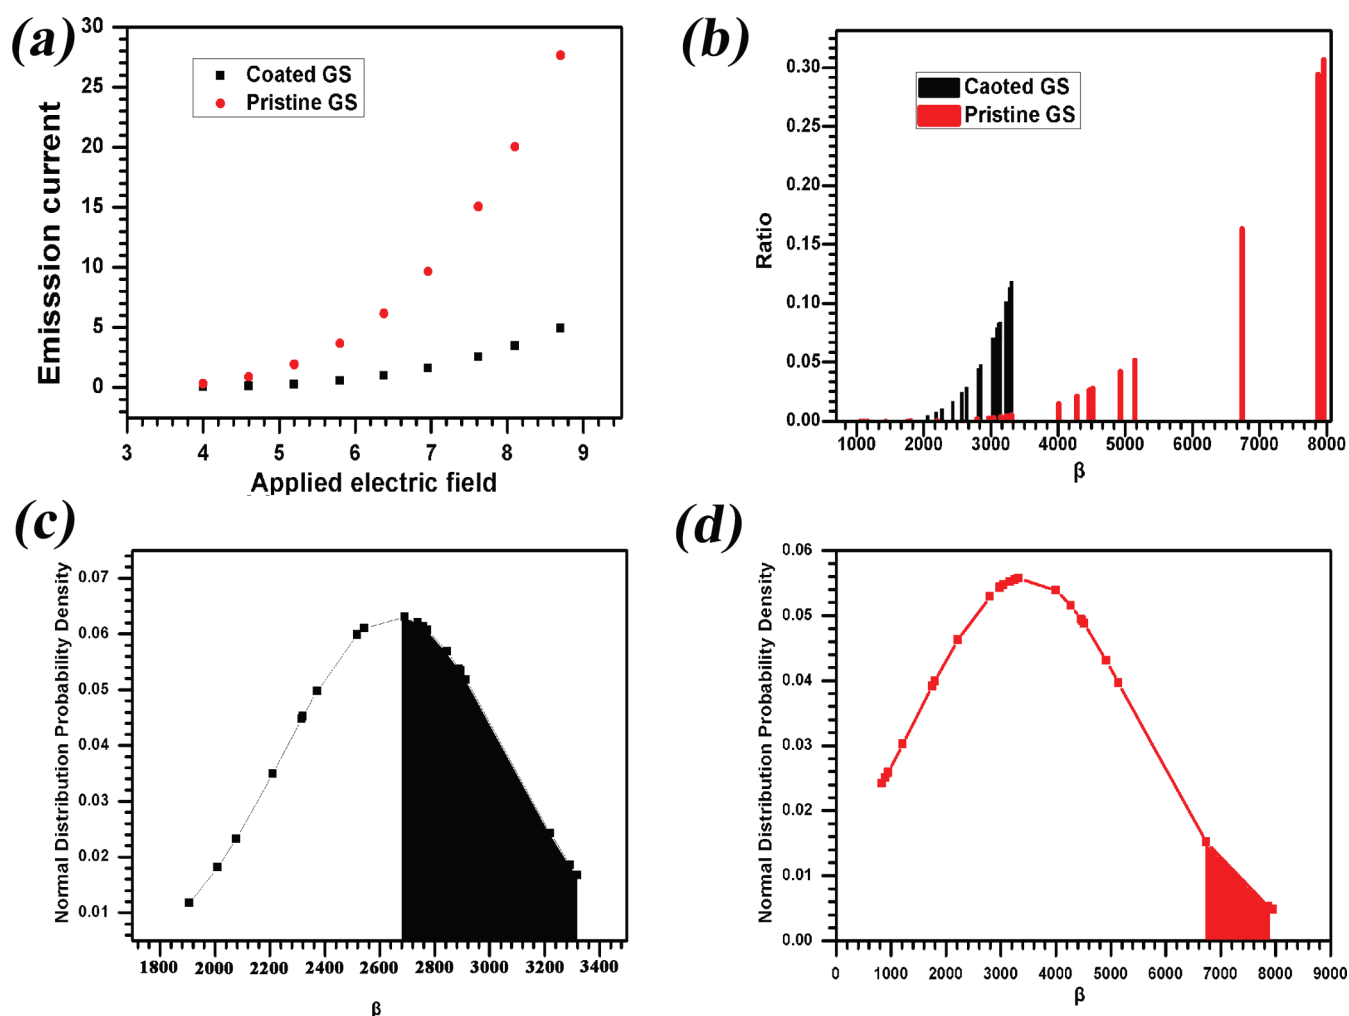 (a)
30
25
20
15
10
5
0
Emisssion current
Coated GS
Pristine GS
3 4 5 6 7 8 9
Applied electric field
(b)
0.30
0.25
0.20
0.15
0.10
0.05
0.00
Ratio
Caoted GS
Pristine GS
1000 2000 3000 4000 5000 6000 7000 8000
β
(c)
0.07
0.06
0.05
0.04
0.03
0.02
0.01
Normal Distribution Probability Density
1800 2000 2200 2400 2600 2800 3000 3200 3400
β
(d)
0.06
0.05
0.04
0.03
0.02
0.01
0.00
Normal Distribution Probability Density
0 1000 2000 3000 4000 5000 6000 7000 8000 9000
β